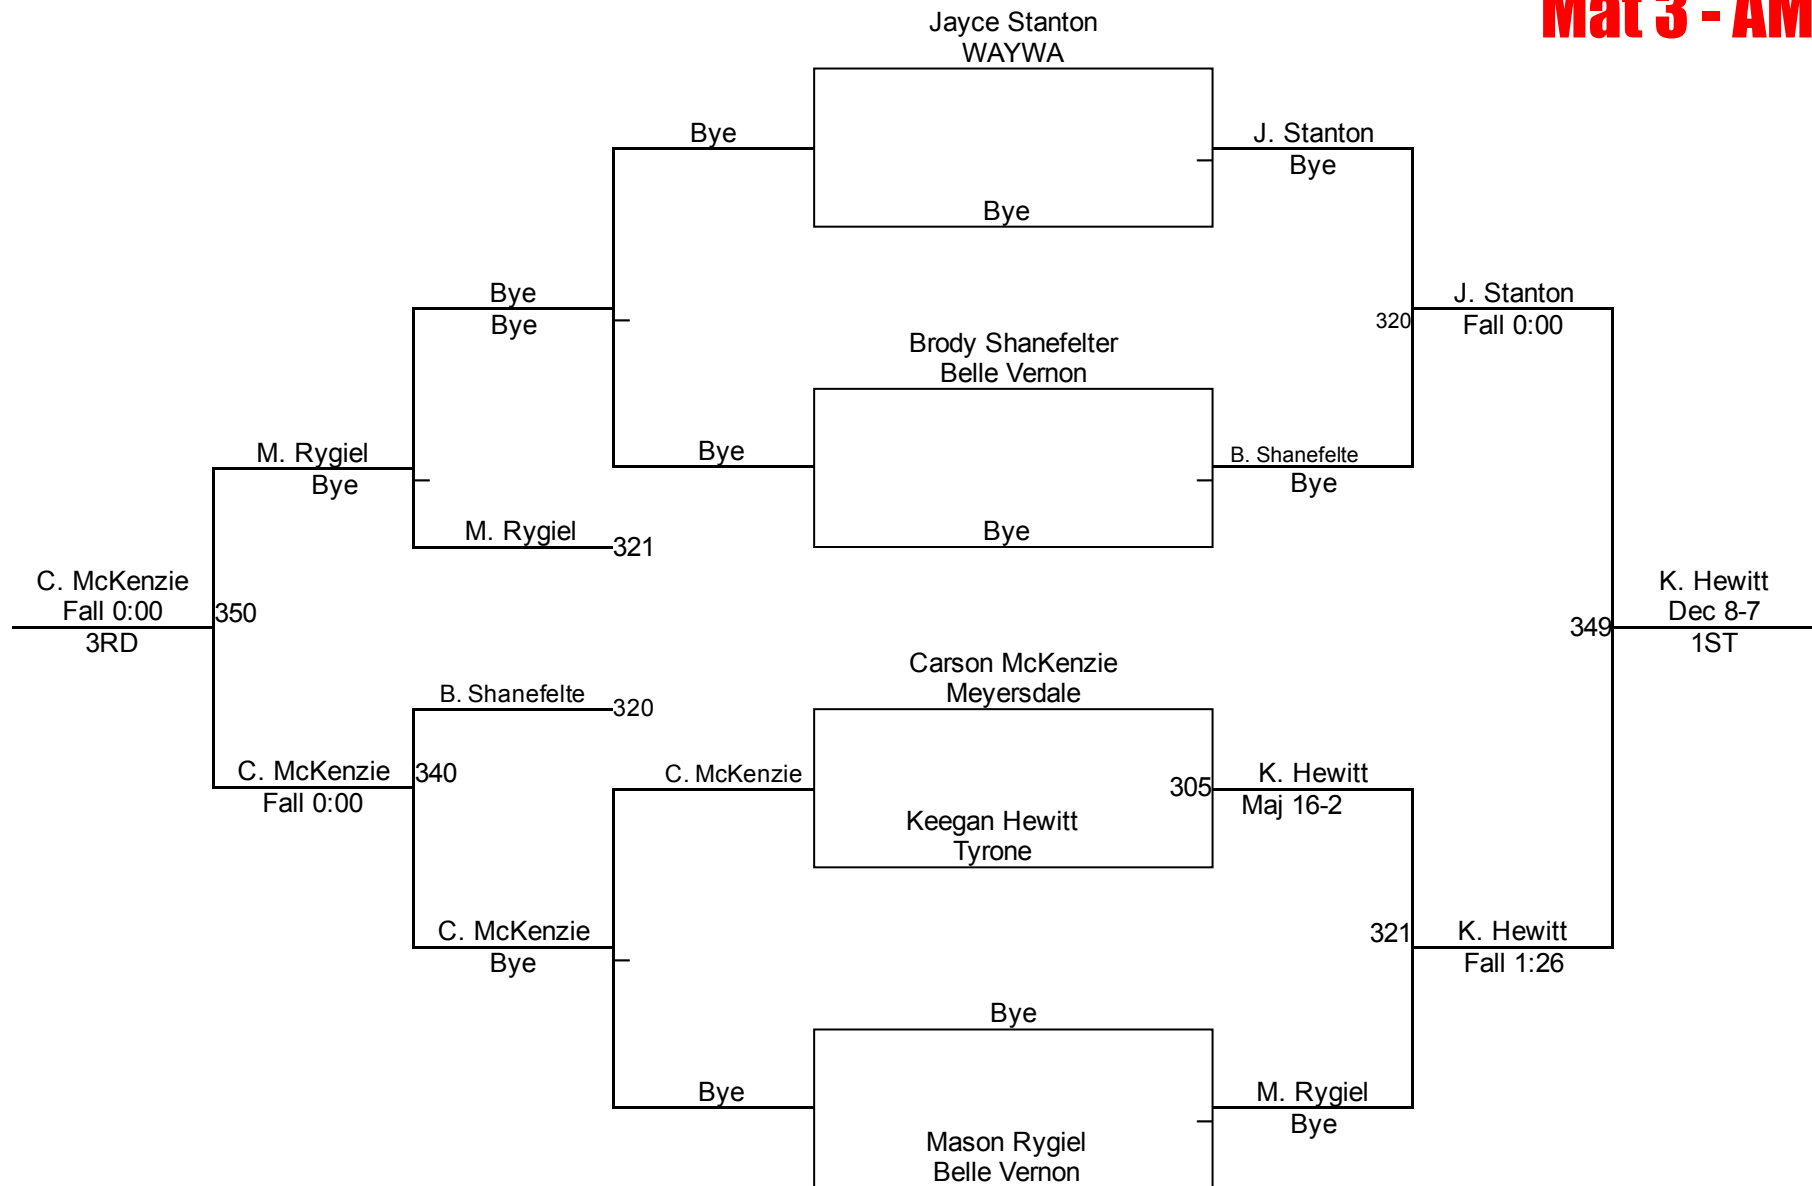 Mat 3 - AM
Jayce Stanton
WAYWA
Bye
J. Stanton
Bye
Bye
Bye
Bye
J. Stanton
Fall 0:00
320
Brody Shanefelter
Belle Vernon
M. Rygiel
Bye
Bye
B. Shanefelte
Bye
M. Rygiel
321
Bye
C. McKenzie
Fall 0:00
3RD
350
K. Hewitt
Dec 8-7
1ST
349
Carson McKenzie
Meyersdale
B. Shanefelte
320
C. McKenzie
Fall 0:00
340
C. McKenzie
305
K. Hewitt
Maj 16-2
Keegan Hewitt
Tyrone
C. McKenzie
Bye
321
K. Hewitt
Fall 1:26
Bye
Bye
M. Rygiel
Bye
Mason Rygiel
Belle Vernon